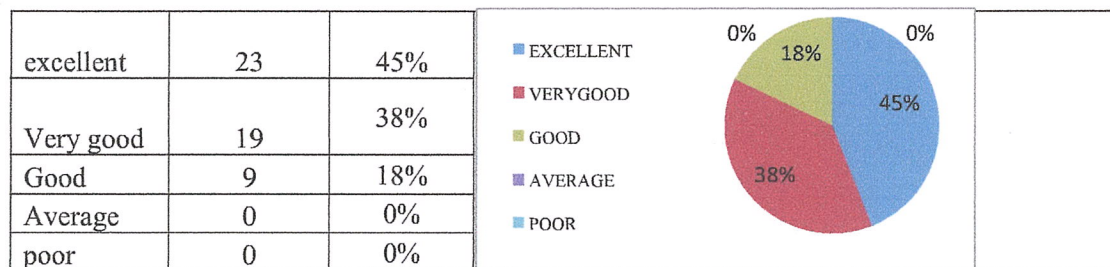 excellent 23 45%
Very good 19 38%
Good 9 18%
Average 0 0%
poor 0 0%
EXCELLENT
VERYGOOD
GOOD
AVERAGE
POOR
0% 0%
18%
45%
38%